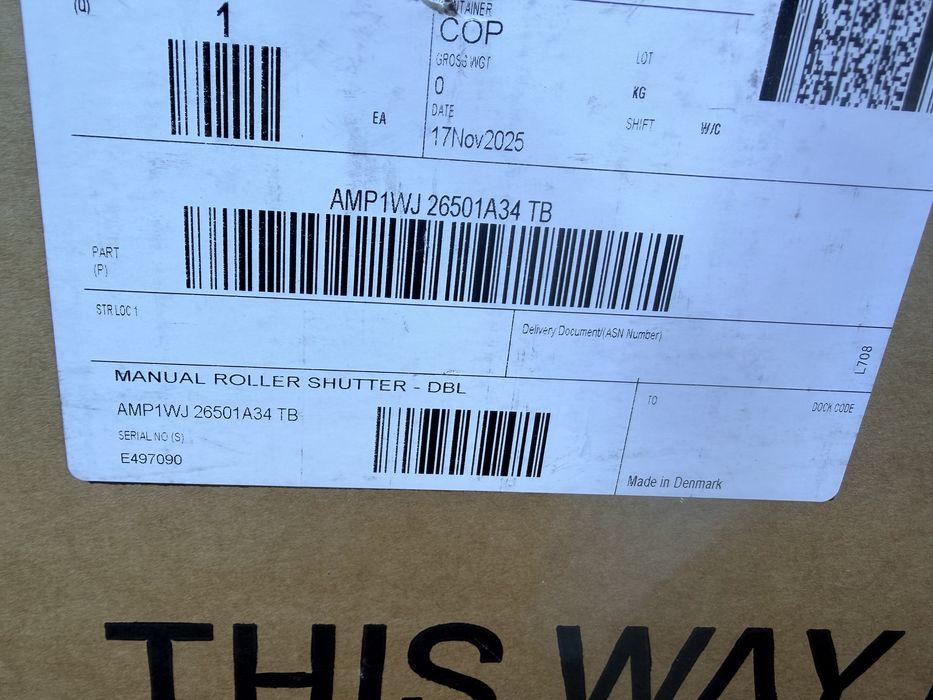 (Q)
1
EA
CONTAINER
COP
GROSS WGT
0
LOT
KG
DATE
17Nov2025
SHIFT
W/C
AMP1WJ 26501A34 TB
PART
(P)
STR LOC 1
Delivery Document/(ASN Number)
L708
MANUAL ROLLER SHUTTER - DBL
AMP1WJ 26501A34 TB
SERIAL NO (S)
E497090
TO
DOCK CODE
Made in Denmark
THIS WAY